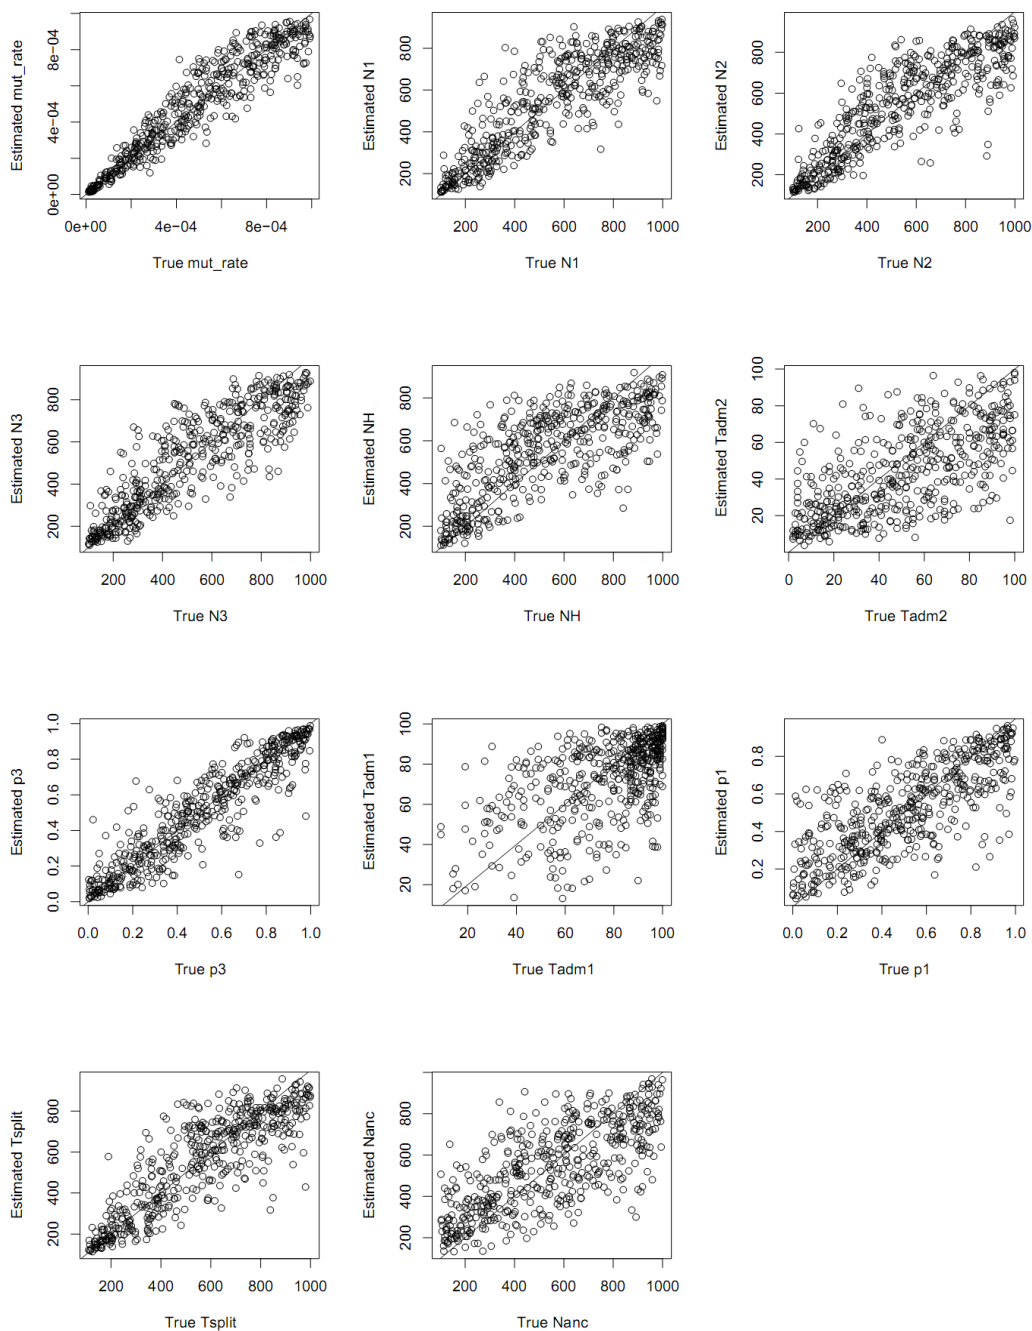 Estimated mut_rate
0e+00 4e−04 8e−04
0e+00 4e−04 8e−04
True mut_rate
Estimated N1
200 400 600 800
200 400 600 800 1000
True N1
Estimated N2
200 400 600 800
200 400 600 800 1000
True N2
Estimated N3
200 400 600 800
200 400 600 800 1000
True N3
Estimated NH
200 400 600 800
200 400 600 800 1000
True NH
Estimated Tadm2
20 40 60 80 100
0 20 40 60 80 100
True Tadm2
Estimated p3
0.0 0.2 0.4 0.6 0.8 1.0
0.0 0.2 0.4 0.6 0.8 1.0
True p3
Estimated Tadm1
20 40 60 80 100
20 40 60 80 100
True Tadm1
Estimated p1
0.2 0.4 0.6 0.8
0.0 0.2 0.4 0.6 0.8 1.0
True p1
Estimated Tsplit
200 400 600 800
200 400 600 800 1000
True Tsplit
Estimated Nanc
200 400 600 800
200 400 600 800 1000
True Nanc